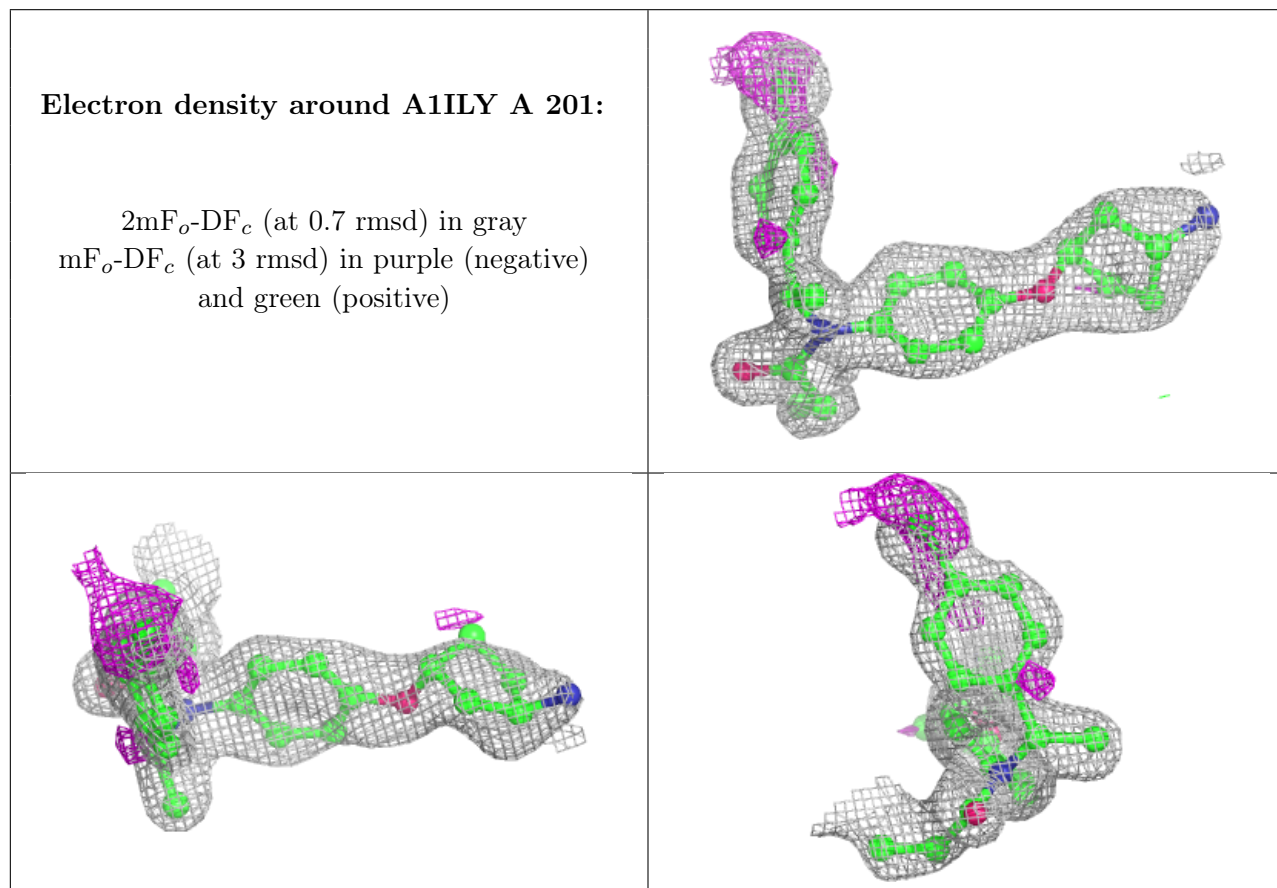 Electron density around A1ILY A 201:
2mFo-DFc (at 0.7 rmsd) in gray
mFo-DFc (at 3 rmsd) in purple (negative)
and green (positive)